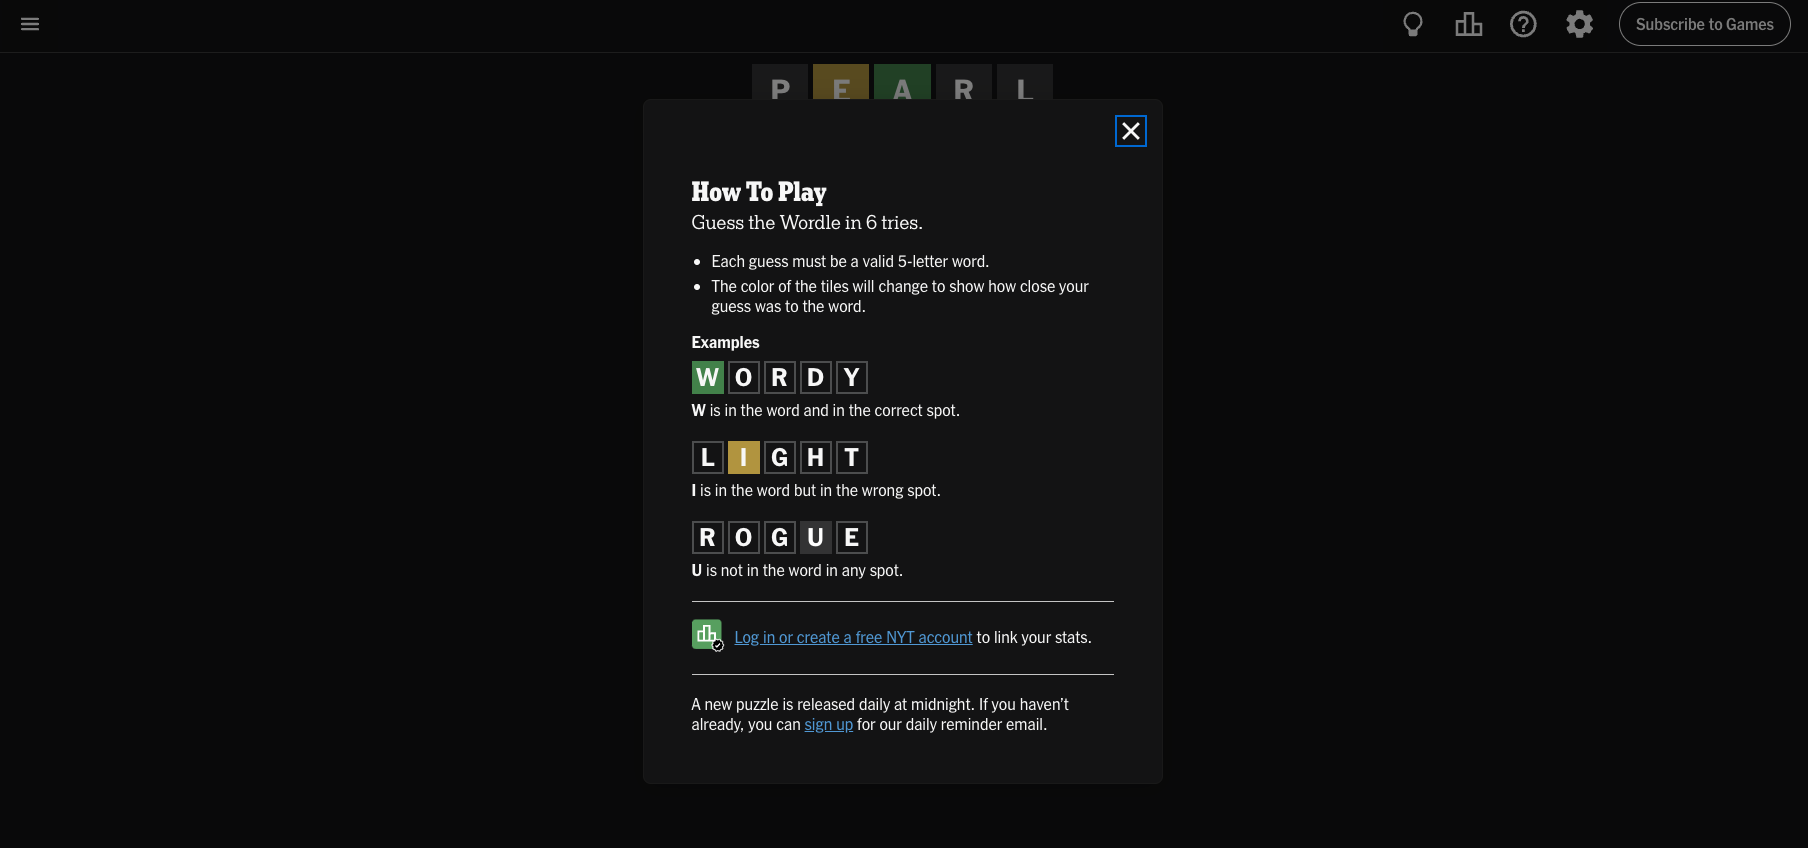 Subscribe to Games
P E A R L
How To Play
Guess the Wordle in 6 tries.
Each guess must be a valid 5-letter word.
The color of the tiles will change to show how close your
guess was to the word.
Examples
W O R D Y
W is in the word and in the correct spot.
L I G H T
I is in the word but in the wrong spot.
R O G U E
U is not in the word in any spot.
Log in or create a free NYT account to link your stats.
A new puzzle is released daily at midnight. If you haven’t
already, you can sign up for our daily reminder email.